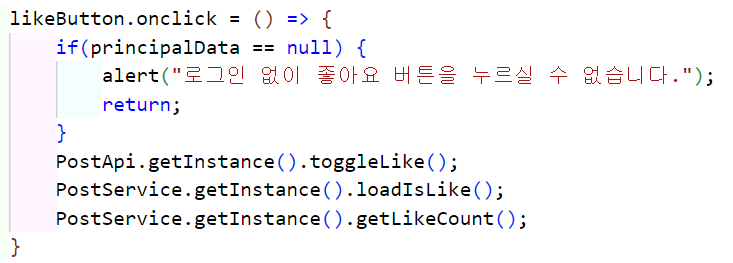 likeButton.onclick = () => {
    if(principalData == null) {
        alert("로그인 없이 좋아요 버튼을 누르실 수 없습니다.");
        return;
    }
    PostApi.getInstance().toggleLike();
    PostService.getInstance().loadIsLike();
    PostService.getInstance().getLikeCount();
}